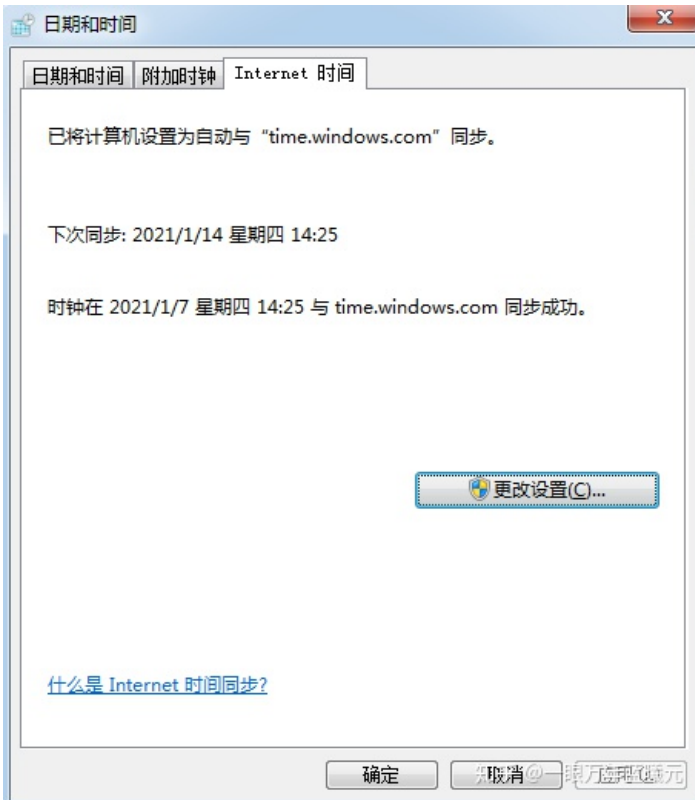 日期和时间
日期和时间 附加时钟 Internet 时间
已将计算机设置为自动与“time.windows.com”同步。
下次同步: 2021/1/14 星期四 14:25
时钟在 2021/1/7 星期四 14:25 与 time.windows.com 同步成功。
更改设置(C)...
什么是 Internet 时间同步?
确定 取消